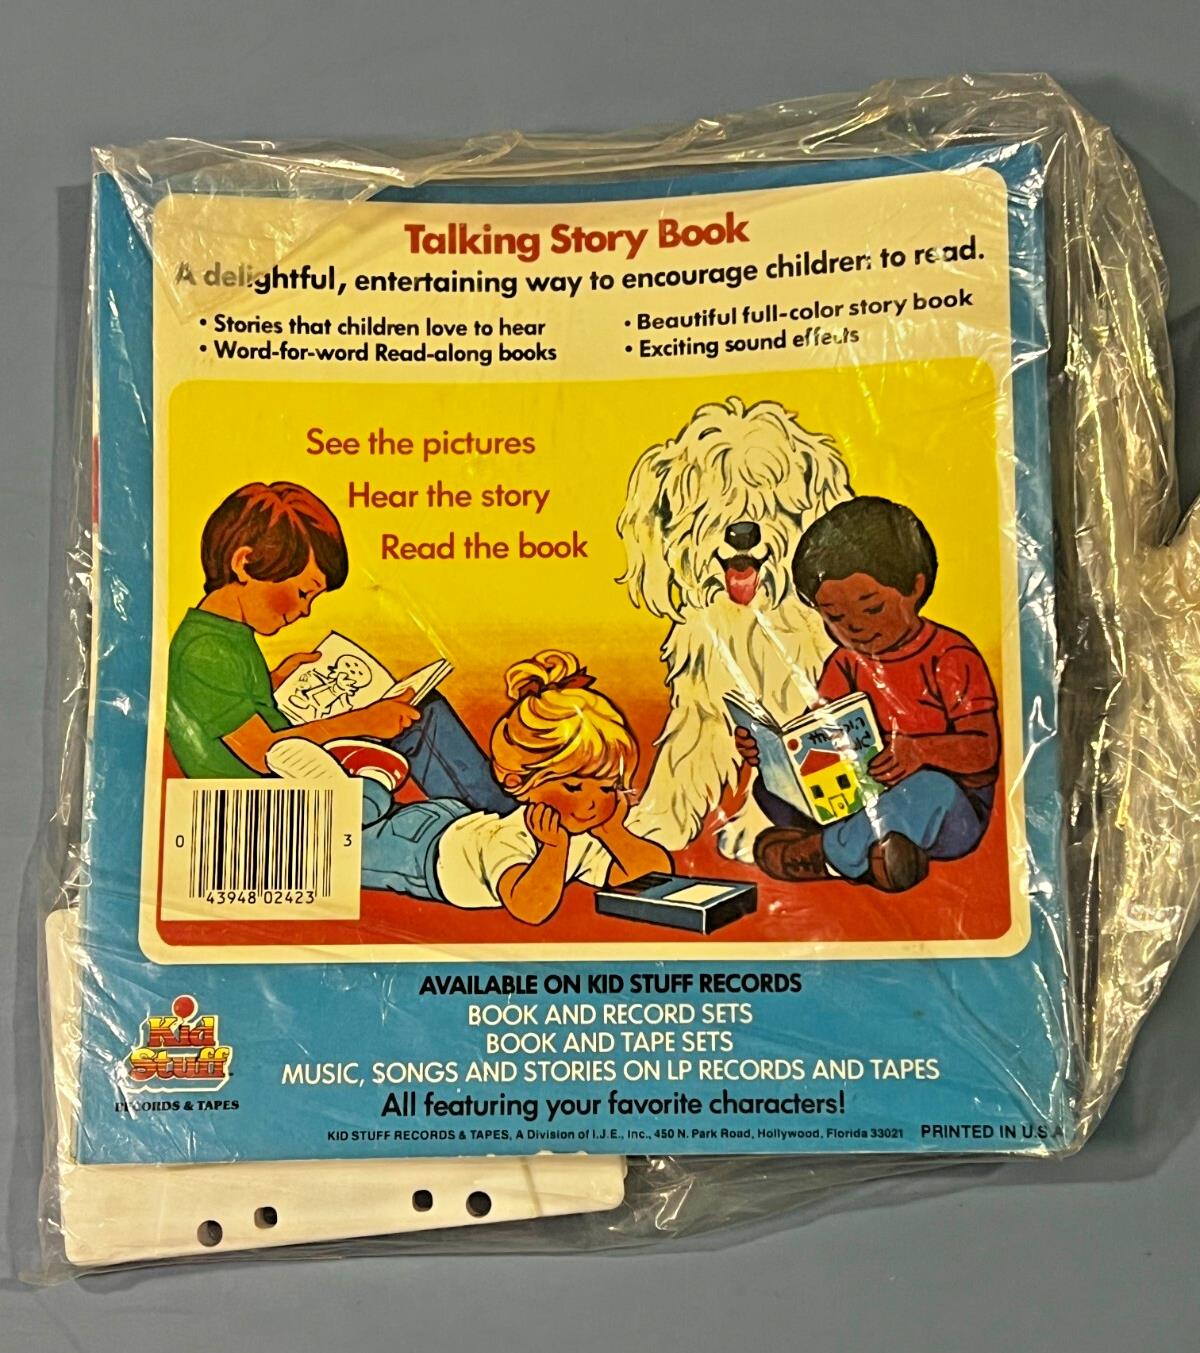 Talking Story Book
A delightful, entertaining way to encourage children to read.
• Stories that children love to hear
• Word-for-word Read-along books
• Beautiful full-color story book
• Exciting sound effects
See the pictures
Hear the story
Read the book
0 43948 02423 3
AVAILABLE ON KID STUFF RECORDS
BOOK AND RECORD SETS
BOOK AND TAPE SETS
MUSIC, SONGS AND STORIES ON LP RECORDS AND TAPES
All featuring your favorite characters!
Kid
Stuff
RECORDS & TAPES
KID STUFF RECORDS & TAPES, A Division of I.J.E., Inc., 450 N. Park Road, Hollywood, Florida 33021 PRINTED IN U.S.A